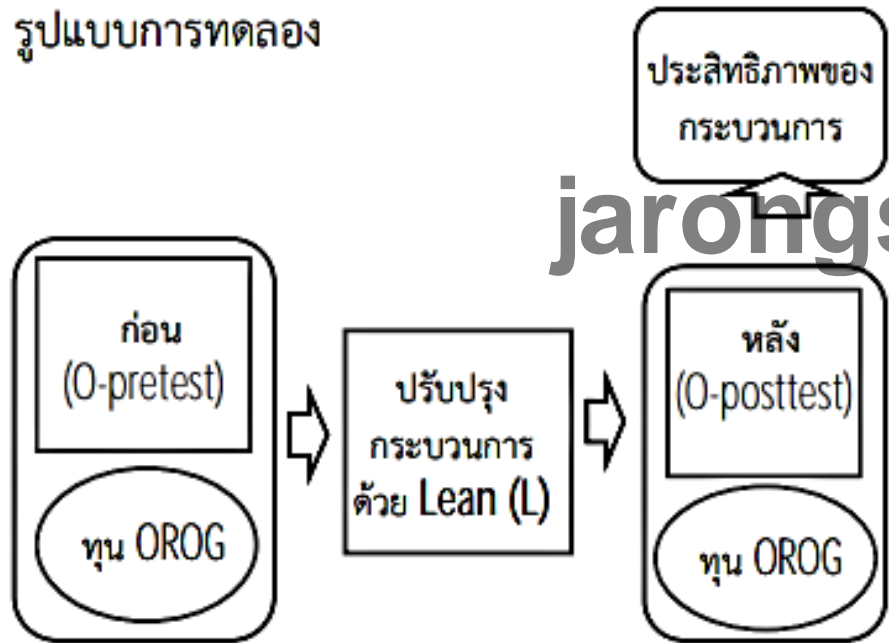 รูปแบบการทดลอง
ประสิทธิภาพของ
กระบวนการ
jarongs
ก่อน
(O-pretest)
ทุน OROG
ปรับปรุง
กระบวนการ
ด้วย Lean (L)
หลัง
(O-posttest)
ทุน OROG